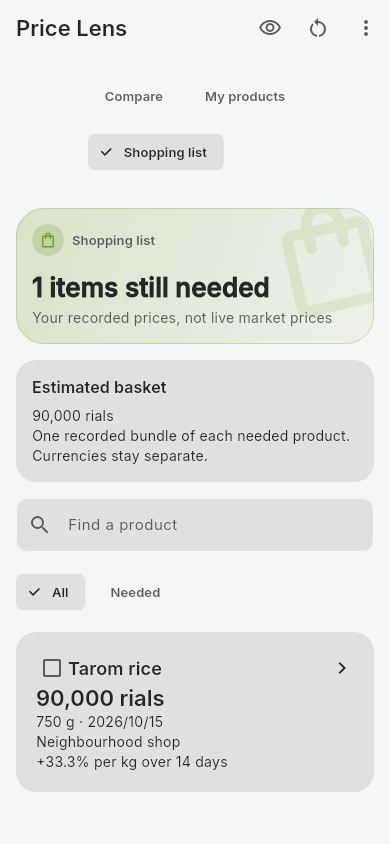 Price Lens
Compare
My products
Shopping list
Shopping list
1 items still needed
Your recorded prices, not live market prices
Estimated basket
90,000 rials
One recorded bundle of each needed product.
Currencies stay separate.
Find a product
All
Needed
Tarom rice
90,000 rials
750 g · 2026/10/15
Neighbourhood shop
+33.3% per kg over 14 days